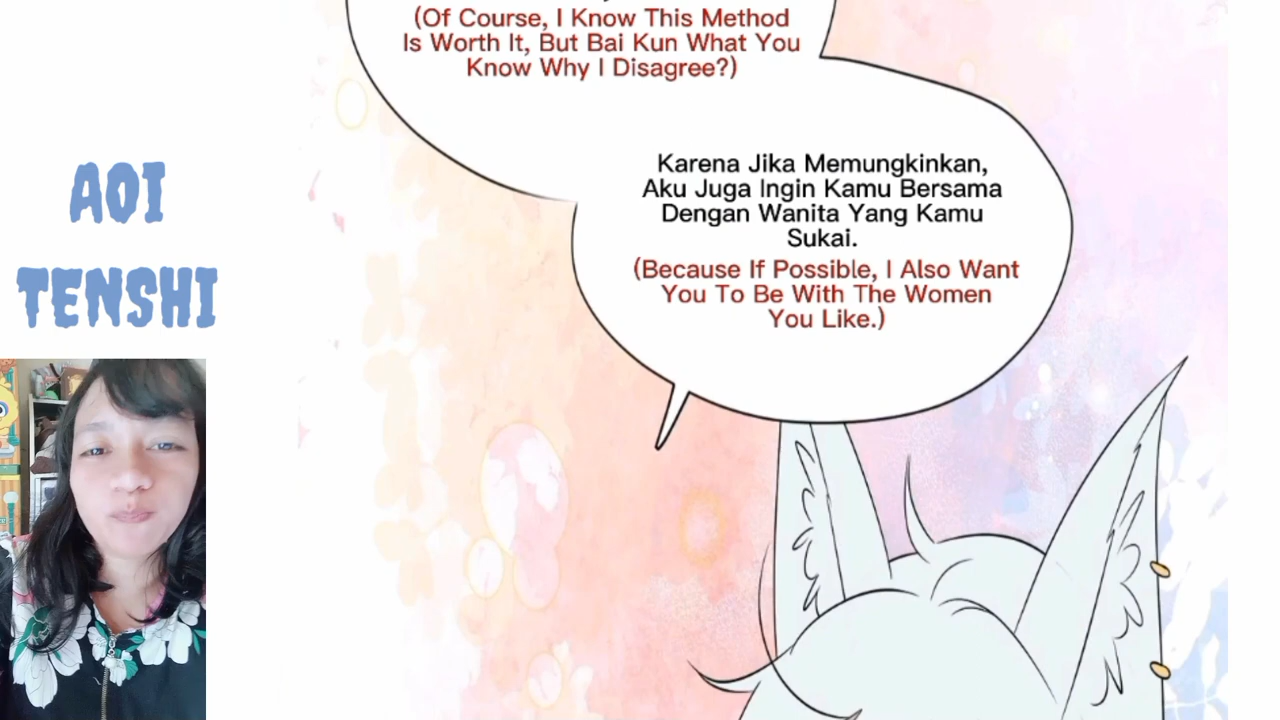 (Of Course, I Know This Method
Is Worth It, But Bai Kun What You
Know Why I Disagree?)
Karena Jika Memungkinkan,
Aku Juga Ingin Kamu Bersama
Dengan Wanita Yang Kamu
Sukai.
(Because If Possible, I Also Want
You To Be With The Women
You Like.)
AOI
TENSHI